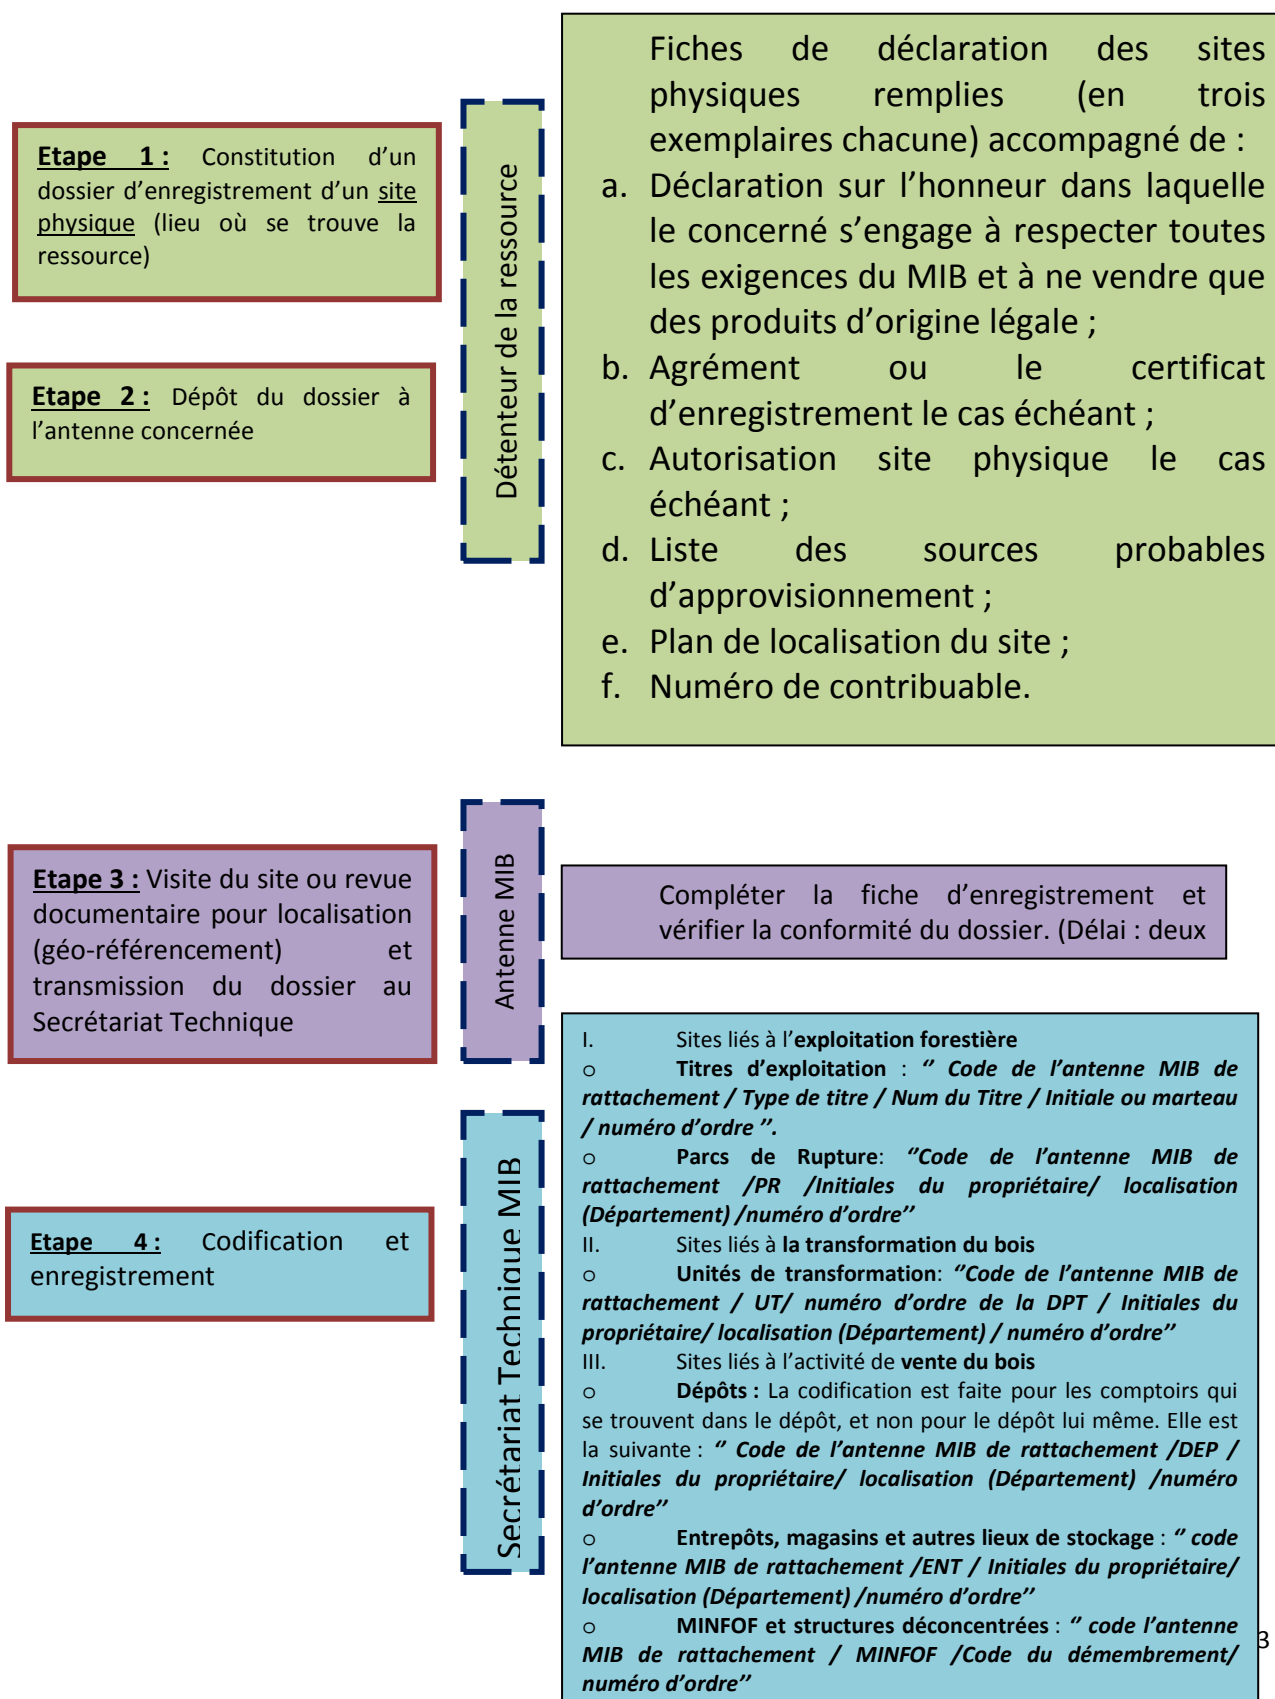 Etape 1 : Constitution d’un
dossier d’enregistrement d’un site
physique (lieu où se trouve la
ressource)
Etape 2 : Dépôt du dossier à
l’antenne concernée
Détenteur de la ressource
Fiches de déclaration des sites
physiques remplies (en trois
exemplaires chacune) accompagné de :
a. Déclaration sur l’honneur dans laquelle
le concerné s’engage à respecter toutes
les exigences du MIB et à ne vendre que
des produits d’origine légale ;
b. Agrément ou le certificat
d’enregistrement le cas échéant ;
c. Autorisation site physique le cas
échéant ;
d. Liste des sources probables
d’approvisionnement ;
e. Plan de localisation du site ;
f. Numéro de contribuable.
Etape 3 : Visite du site ou revue
documentaire pour localisation
(géo-référencement) et
transmission du dossier au
Secrétariat Technique
Antenne MIB
Compléter la fiche d’enregistrement et
vérifier la conformité du dossier. (Délai : deux
Etape 4 : Codification et
enregistrement
Secrétariat Technique MIB
I. Sites liés à l’exploitation forestière
o Titres d’exploitation : ‘’ Code de l’antenne MIB de
rattachement / Type de titre / Num du Titre / Initiale ou marteau
/ numéro d’ordre ’’.
o Parcs de Rupture: ‘’Code de l’antenne MIB de
rattachement /PR /Initiales du propriétaire/ localisation
(Département) /numéro d’ordre’’
II. Sites liés à la transformation du bois
o Unités de transformation: ‘’Code de l’antenne MIB de
rattachement / UT/ numéro d’ordre de la DPT / Initiales du
propriétaire/ localisation (Département) / numéro d’ordre’’
III. Sites liés à l’activité de vente du bois
o Dépôts : La codification est faite pour les comptoirs qui
se trouvent dans le dépôt, et non pour le dépôt lui même. Elle est
la suivante : ‘’ Code de l’antenne MIB de rattachement /DEP /
Initiales du propriétaire/ localisation (Département) /numéro
d’ordre’’
o Entrepôts, magasins et autres lieux de stockage : ‘’ code
l’antenne MIB de rattachement /ENT / Initiales du propriétaire/
localisation (Département) /numéro d’ordre’’
o MINFOF et structures déconcentrées : ‘’ code l’antenne
MIB de rattachement / MINFOF /Code du démembrement/
numéro d’ordre’’
3